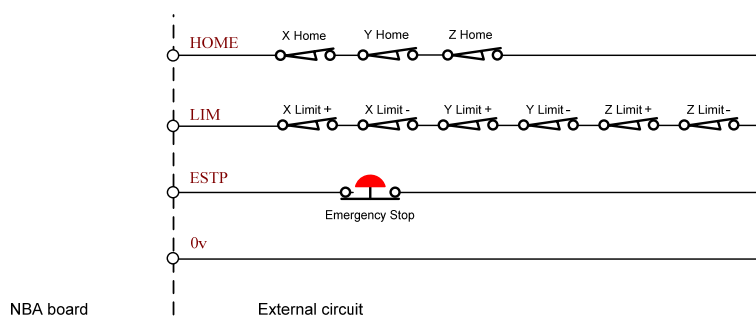 HOME
X Home Y Home Z Home
LIM
X Limit + X Limit - Y Limit + Y Limit - Z Limit + Z Limit -
ESTP
Emergency Stop
0v
NBA board External circuit